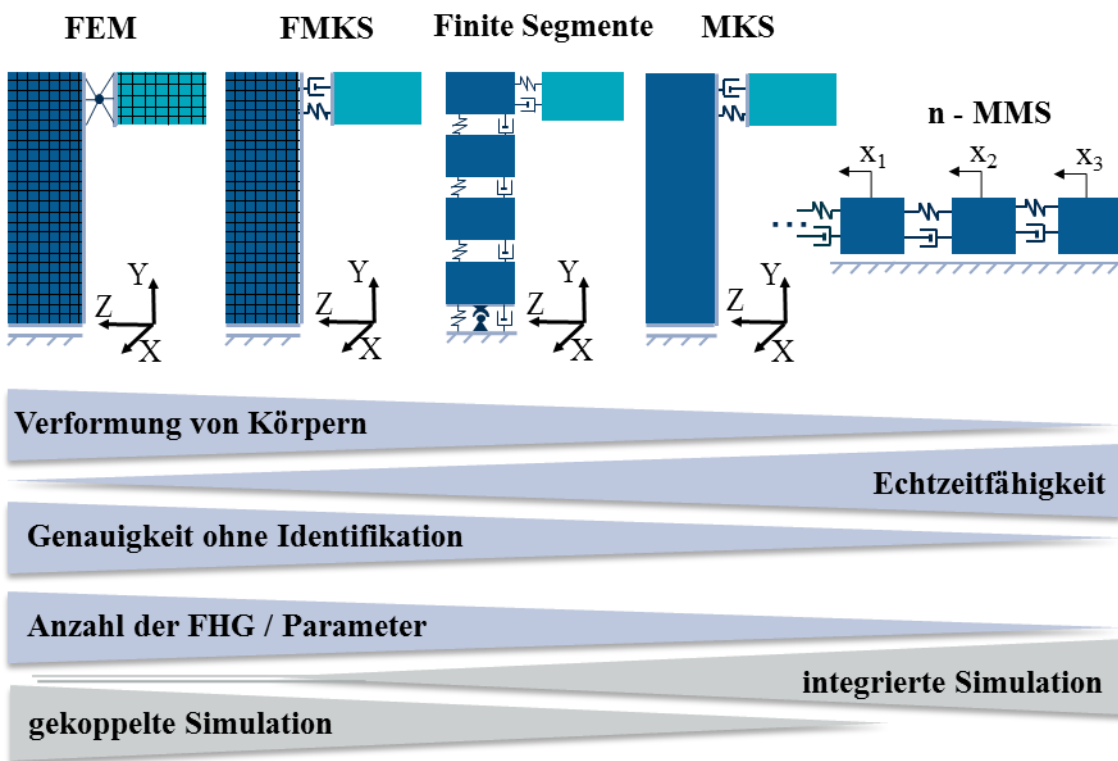 FEM
FMKS
Finite Segmente
MKS
n - MMS
x1
x2
x3
...
Y
Z
X
Y
Z
X
Y
Z
X
Y
Z
X
Verformung von Körpern
Echtzeitfähigkeit
Genauigkeit ohne Identifikation
Anzahl der FHG / Parameter
integrierte Simulation
gekoppelte Simulation